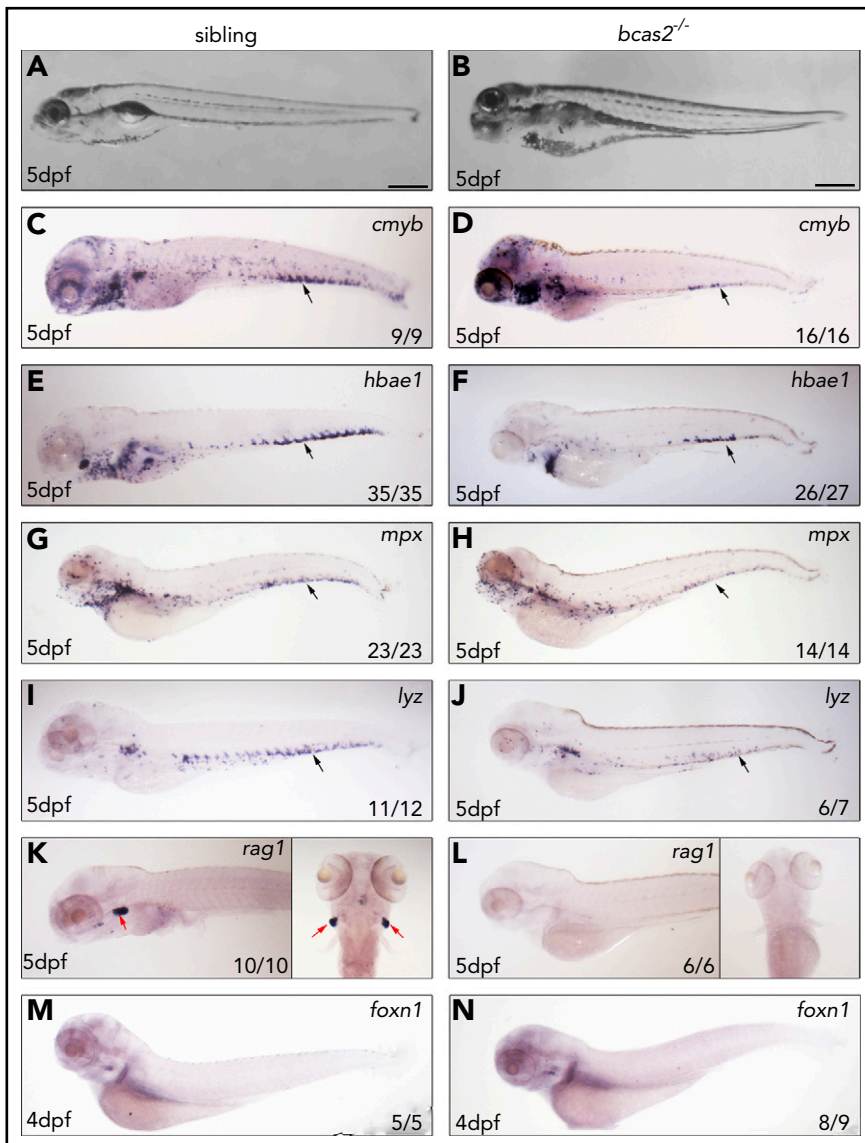 sibling
bcas2-/-
A
5dpf
B
5dpf
C
cmyb
5dpf
9/9
D
cmyb
5dpf
16/16
E
hbae1
5dpf
35/35
F
hbae1
5dpf
26/27
G
mpx
5dpf
23/23
H
mpx
5dpf
14/14
I
lyz
5dpf
11/12
J
lyz
5dpf
6/7
K
rag1
5dpf
10/10
L
rag1
5dpf
6/6
M
foxn1
4dpf
5/5
N
foxn1
4dpf
8/9